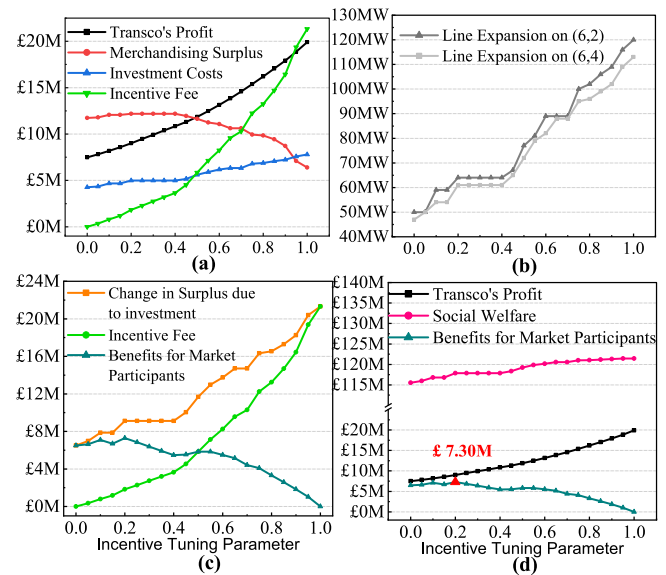 £20M
£15M
£10M
£5M
£0M
Transco's Profit
Merchandising Surplus
Investment Costs
Incentive Fee
0.0 0.2 0.4 0.6 0.8 1.0
(a)
130MW
120MW
110MW
100MW
90MW
80MW
70MW
60MW
50MW
40MW
Line Expansion on (6,2)
Line Expansion on (6,4)
0.0 0.2 0.4 0.6 0.8 1.0
(b)
£24M
£20M
£16M
£12M
£8M
£4M
£0M
Change in Surplus due
to investment
Incentive Fee
Benefits for Market
Participants
0.0 0.2 0.4 0.6 0.8 1.0
Incentive Tuning Parameter
(c)
£140M
£135M
£130M
£125M
£120M
£115M
£20M
£15M
£10M
£5M
£0M
Transco's Profit
Social Welfare
Benefits for Market Participants
£ 7.30M
0.0 0.2 0.4 0.6 0.8 1.0
Incentive Tuning Parameter
(d)